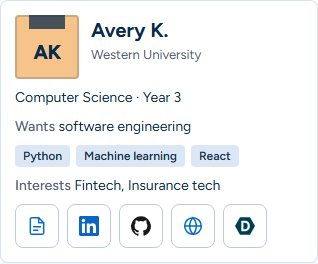 AK
Avery K.
Western University
Computer Science · Year 3
Wants software engineering
Python Machine learning React
Interests Fintech, Insurance tech
in
D